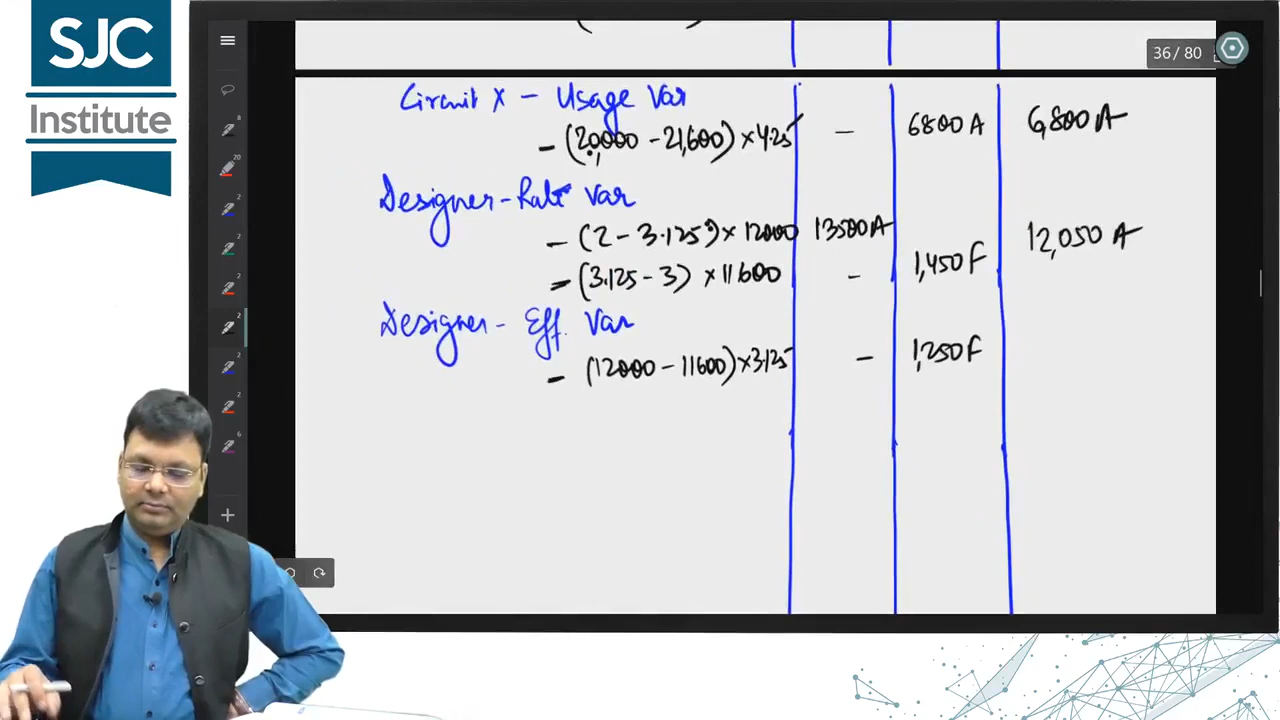 SJC
Institute
36 / 80
Circuit X - Usage Var
- (20,000 - 21,600) × 4.25 - 6800 A 6,800 A
Designer - Rate Var
- (2 - 3.125) × 12000 13500 A 12,050 A
- (3.125 - 3) × 11600 - 1,450 F
Designer - Eff. Var
- (12000 - 11600) × 3.125 - 1,250 F